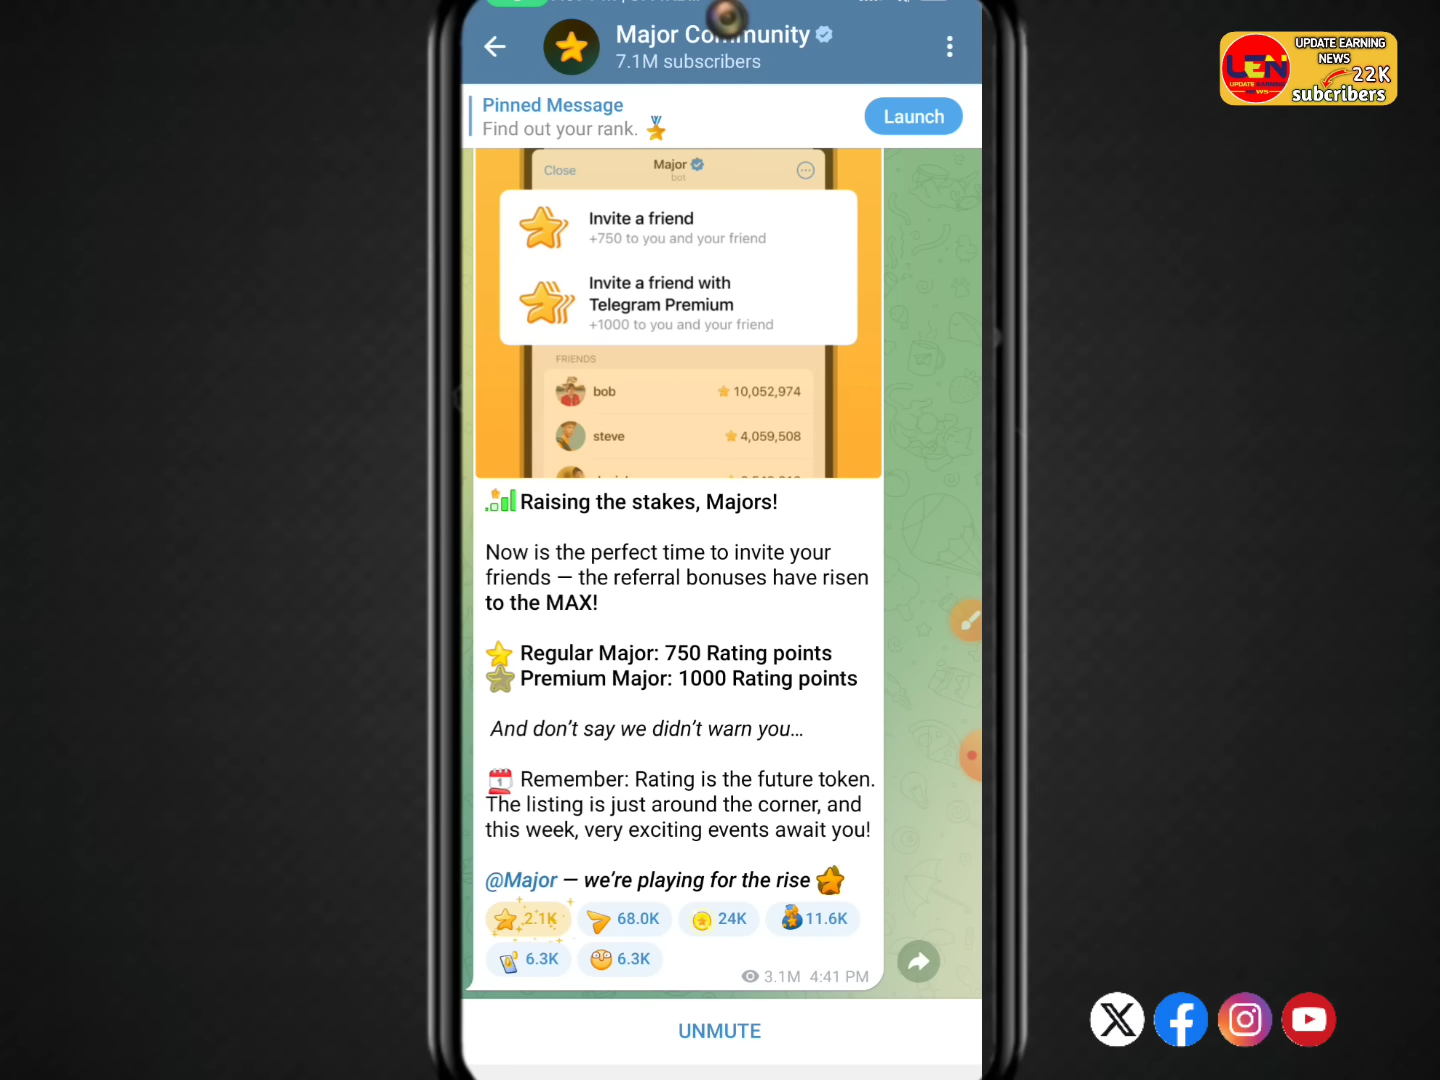 Major Community
7.1M subscribers
UPDATE EARNING
NEWS
22K
subcribers
LEN
UPDATE EARNING
NEWS
Pinned Message
Find out your rank.
Launch
Close
Major
bot
Invite a friend
+750 to you and your friend
Invite a friend with
Telegram Premium
+1000 to you and your friend
FRIENDS
bob
10,052,974
steve
4,059,508
Raising the stakes, Majors!
Now is the perfect time to invite your
friends — the referral bonuses have risen
to the MAX!
Regular Major: 750 Rating points
Premium Major: 1000 Rating points
And don't say we didn't warn you...
Remember: Rating is the future token.
The listing is just around the corner, and
this week, very exciting events await you!
@Major — we're playing for the rise
2.1K 68.0K 24K 11.6K
6.3K 6.3K
3.1M 4:41 PM
UNMUTE